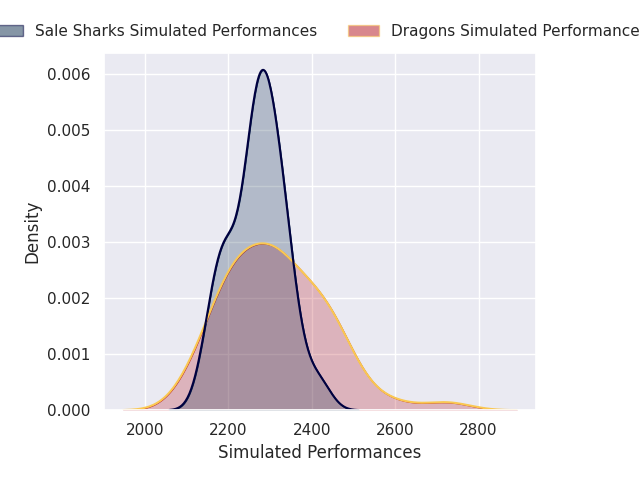 Sale Sharks Simulated Performances
Dragons Simulated Performance
0.006
0.005
0.004
0.003
0.002
0.001
0.000
Density
2000 2200 2400 2600 2800
Simulated Performances